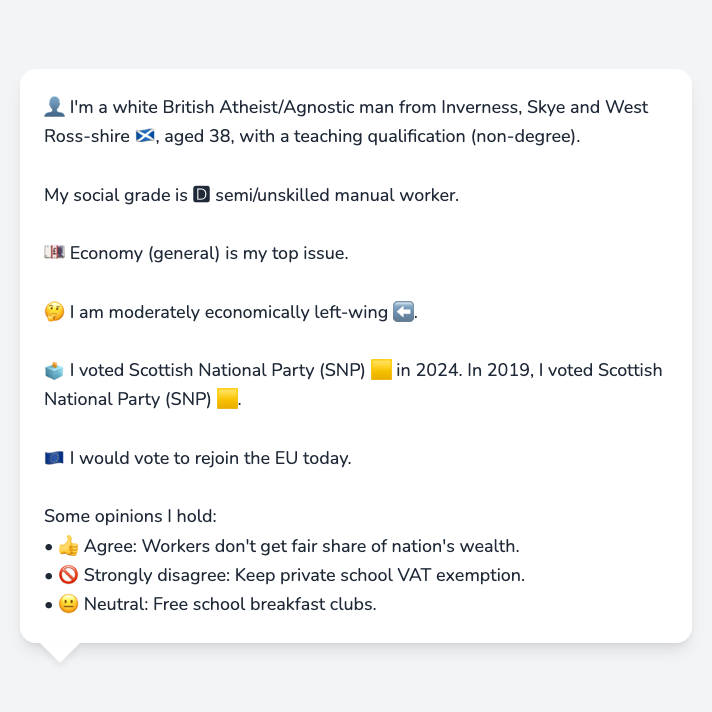 👤 I'm a white British Atheist/Agnostic man from Inverness, Skye and West
Ross-shire 🏴󠁧󠁢󠁳󠁣󠁴󠁿, aged 38, with a teaching qualification (non-degree).
My social grade is 🅳 semi/unskilled manual worker.
💷 Economy (general) is my top issue.
🤔 I am moderately economically left-wing ⬅️.
🗳️ I voted Scottish National Party (SNP) 🟨 in 2024. In 2019, I voted Scottish
National Party (SNP) 🟨.
🇪🇺 I would vote to rejoin the EU today.
Some opinions I hold:
• 👍 Agree: Workers don't get fair share of nation's wealth.
• 🚫 Strongly disagree: Keep private school VAT exemption.
• 😐 Neutral: Free school breakfast clubs.